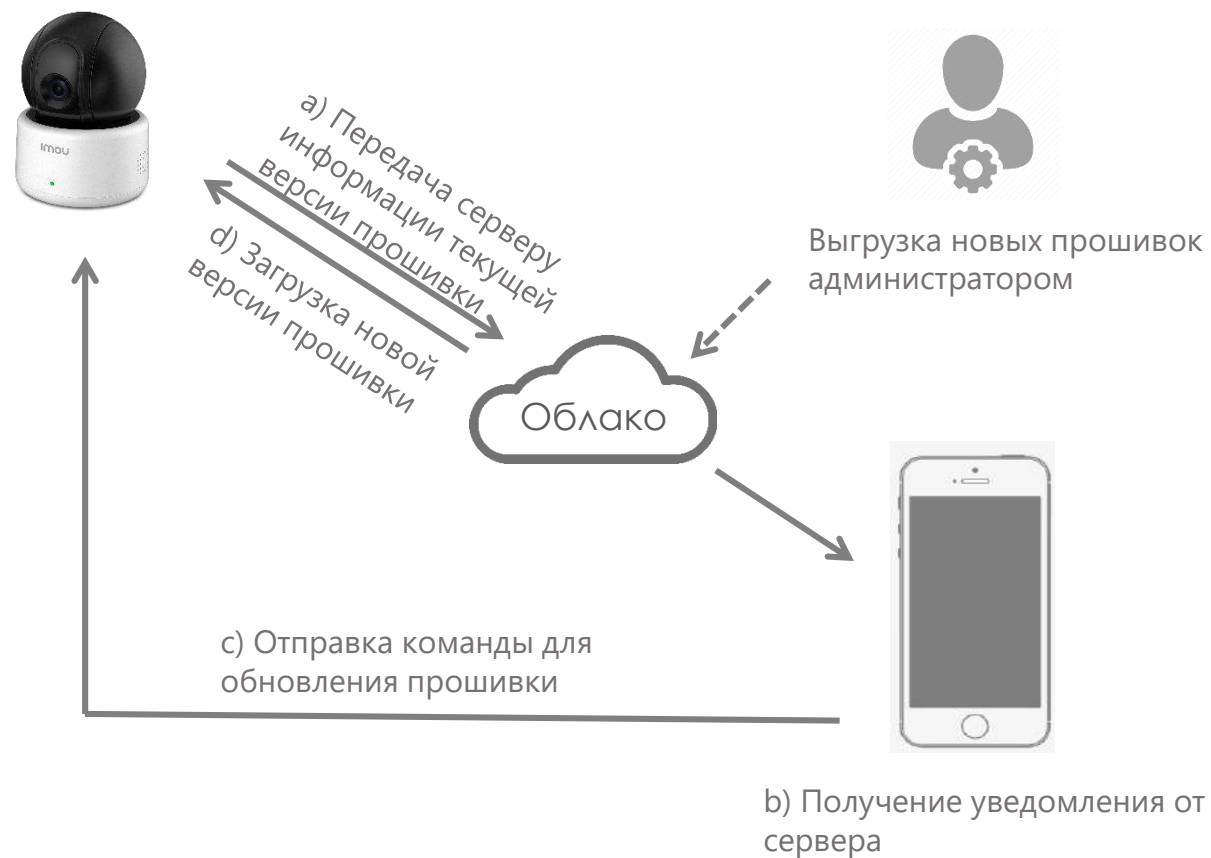 imou
a) Передача серверу
информации текущей
версии прошивки
d) Загрузка новой
версии прошивки
Выгрузка новых прошивок
администратором
Облако
c) Отправка команды для
обновления прошивки
b) Получение уведомления от
сервера